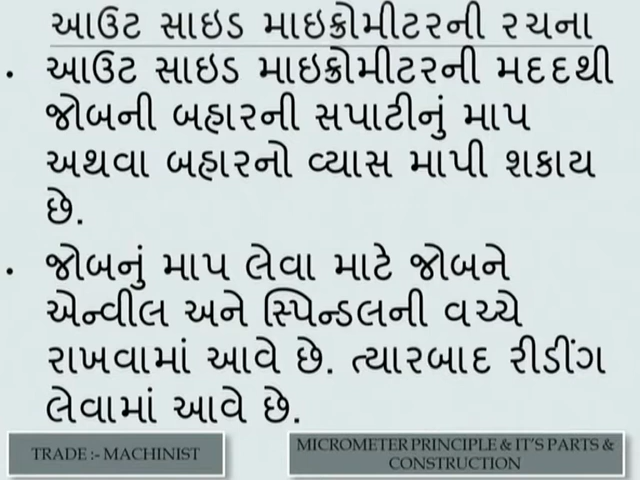 આઉટ સાઇડ માઇક્રોમીટરની રચના
• આઉટ સાઇડ માઇક્રોમીટરની મદદથી
જોબની બહારની સપાટીનું માપ
અથવા બહારનો વ્યાસ માપી શકાય
છે.
• જોબનું માપ લેવા માટે જોબને
એન્વીલ અને સ્પિન્ડલની વચ્ચે
રાખવામાં આવે છે. ત્યારબાદ રીડીંગ
લેવામાં આવે છે.
TRADE :- MACHINIST
MICROMETER PRINCIPLE & IT'S PARTS &
CONSTRUCTION